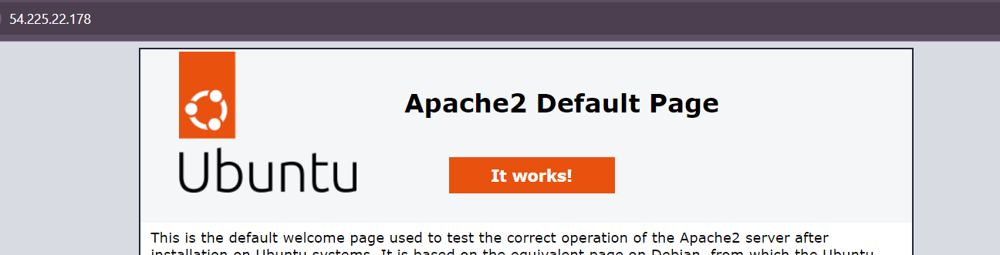 54.225.22.178
Apache2 Default Page
Ubuntu
It works!
This is the default welcome page used to test the correct operation of the Apache2 server after
installation on Ubuntu systems. It is based on the equivalent page on Debian, from which the Ubuntu